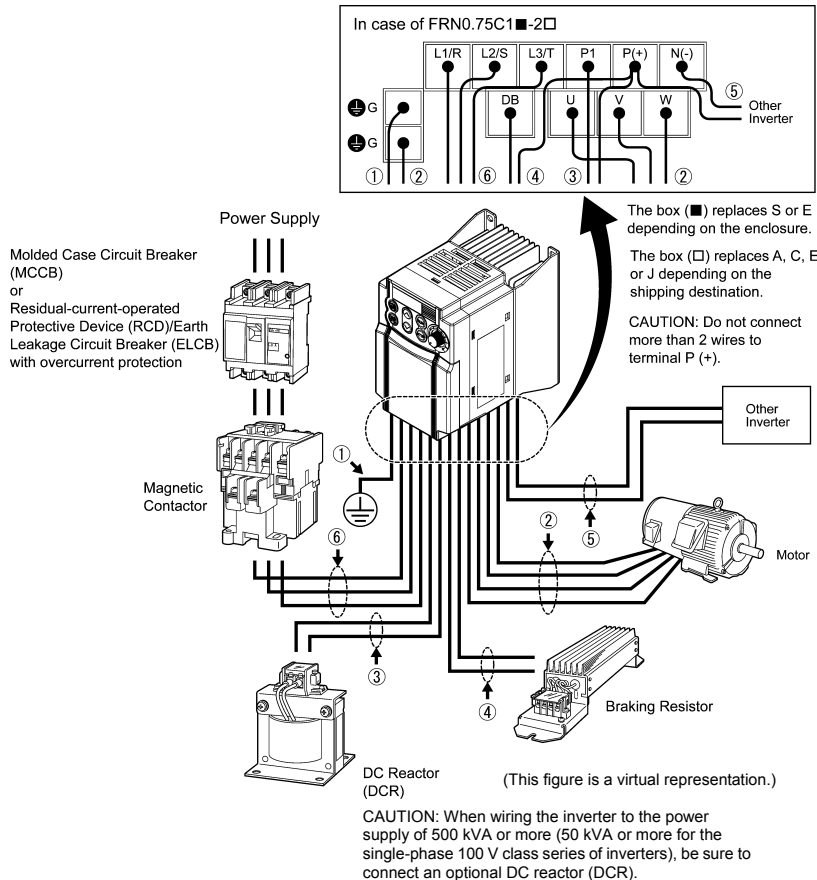 In case of FRN0.75C1■-2□
L1/R L2/S L3/T P1 P(+) N(-)
⑤
Other
Inverter
G
DB U V W
G
① ② ⑥ ④ ③ ②
The box (■) replaces S or E
depending on the enclosure.
The box (□) replaces A, C, E
or J depending on the
shipping destination.
CAUTION: Do not connect
more than 2 wires to
terminal P (+).
Power Supply
Molded Case Circuit Breaker
(MCCB)
or
Residual-current-operated
Protective Device (RCD)/Earth
Leakage Circuit Breaker (ELCB)
with overcurrent protection
Other
Inverter
①
Magnetic
Contactor
②
⑤
⑥
Motor
③
④
Braking Resistor
DC Reactor
(DCR)
(This figure is a virtual representation.)
CAUTION: When wiring the inverter to the power
supply of 500 kVA or more (50 kVA or more for the
single-phase 100 V class series of inverters), be sure to
connect an optional DC reactor (DCR).